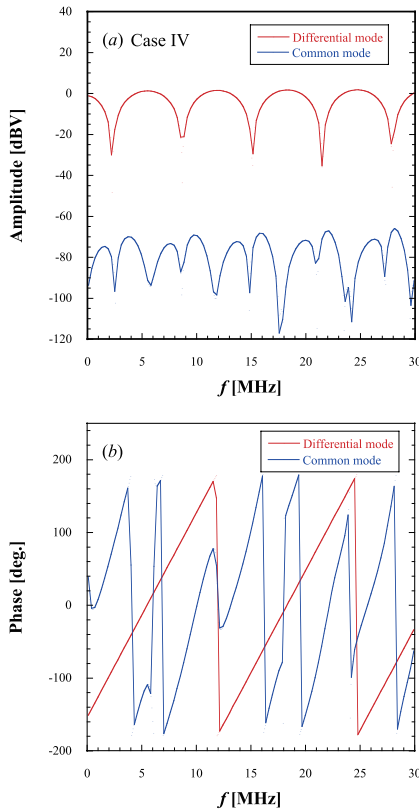 (a) Case IV
Differential mode
Common mode
Amplitude [dBV]
40
20
0
-20
-40
-60
-80
-100
-120
0 5 10 15 20 25 30
f [MHz]
(b)
Differential mode
Common mode
Phase [deg.]
200
100
0
-100
-200
0 5 10 15 20 25 30
f [MHz]